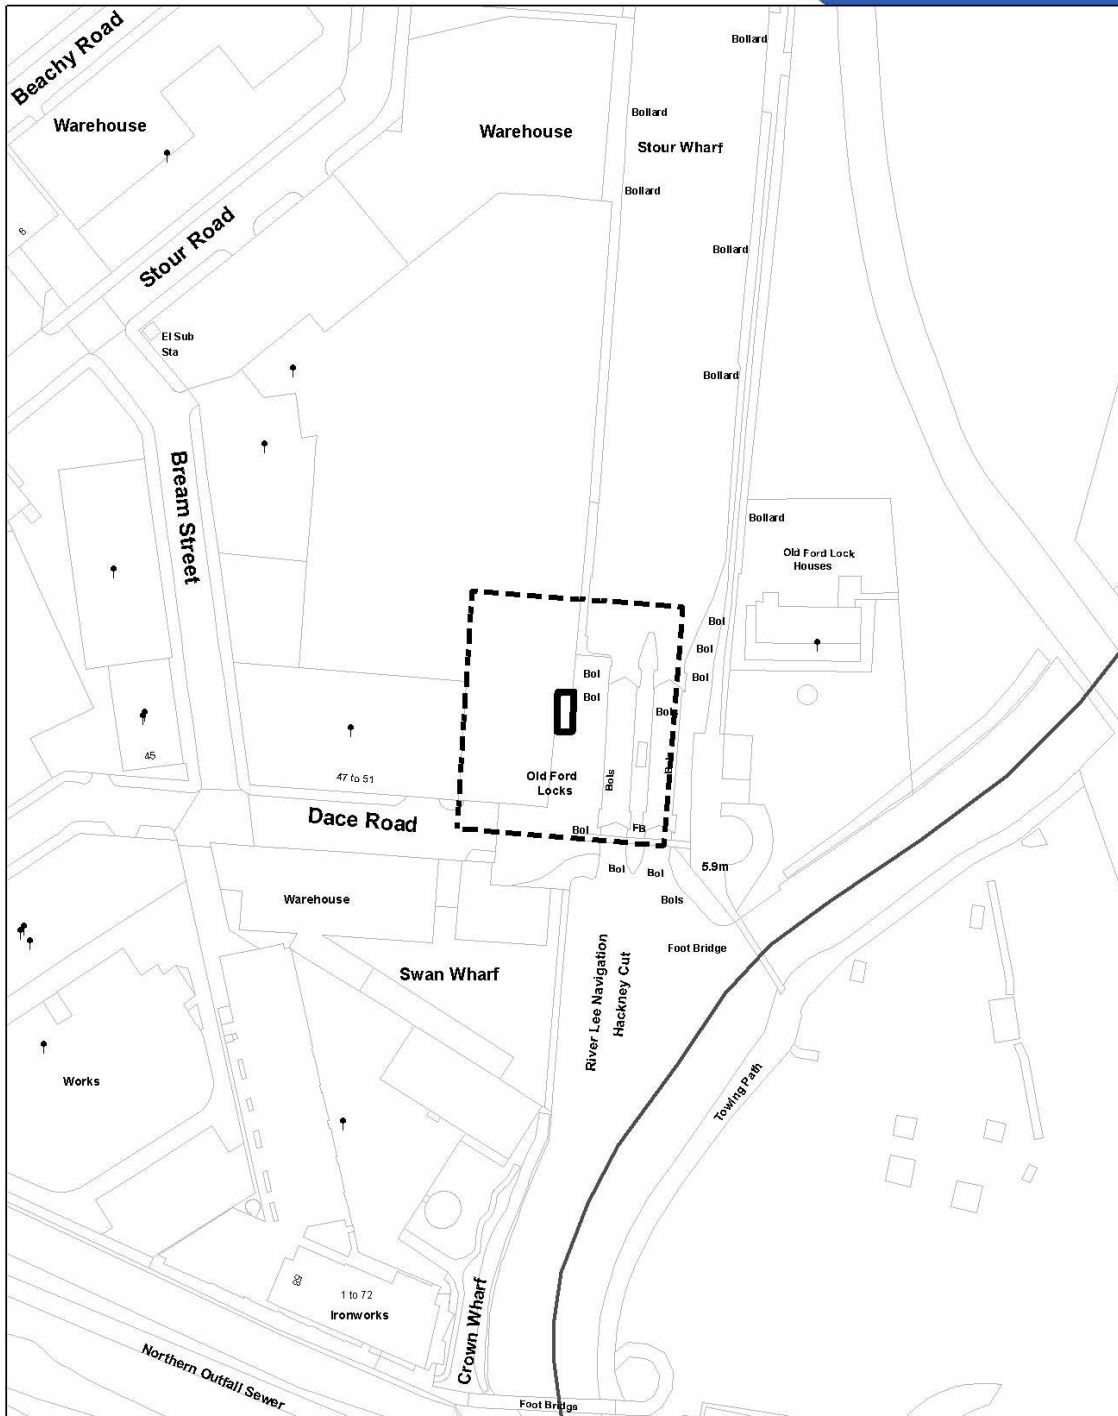 Beachy Road
Bollard
Bollard
Warehouse
Warehouse
Stour Wharf
Bollard
6
Stour Road
Bollard
El Sub
Sta
Bollard
Bream Street
Bollard
Old Ford Lock
Houses
Bol
Bol
Bol
Bol
Bol
Bols
45
47 to 51
Old Ford
Locks
Bols
Bols
Dace Road
Bol
FB
5.9m
Bol
Bol
Bols
Warehouse
Foot Bridge
Swan Wharf
River Lee Navigation
Hackney Cut
Works
Towing Path
58
1 to 72
Ironworks
Crown Wharf
Northern Outfall Sewer
Foot Bridge